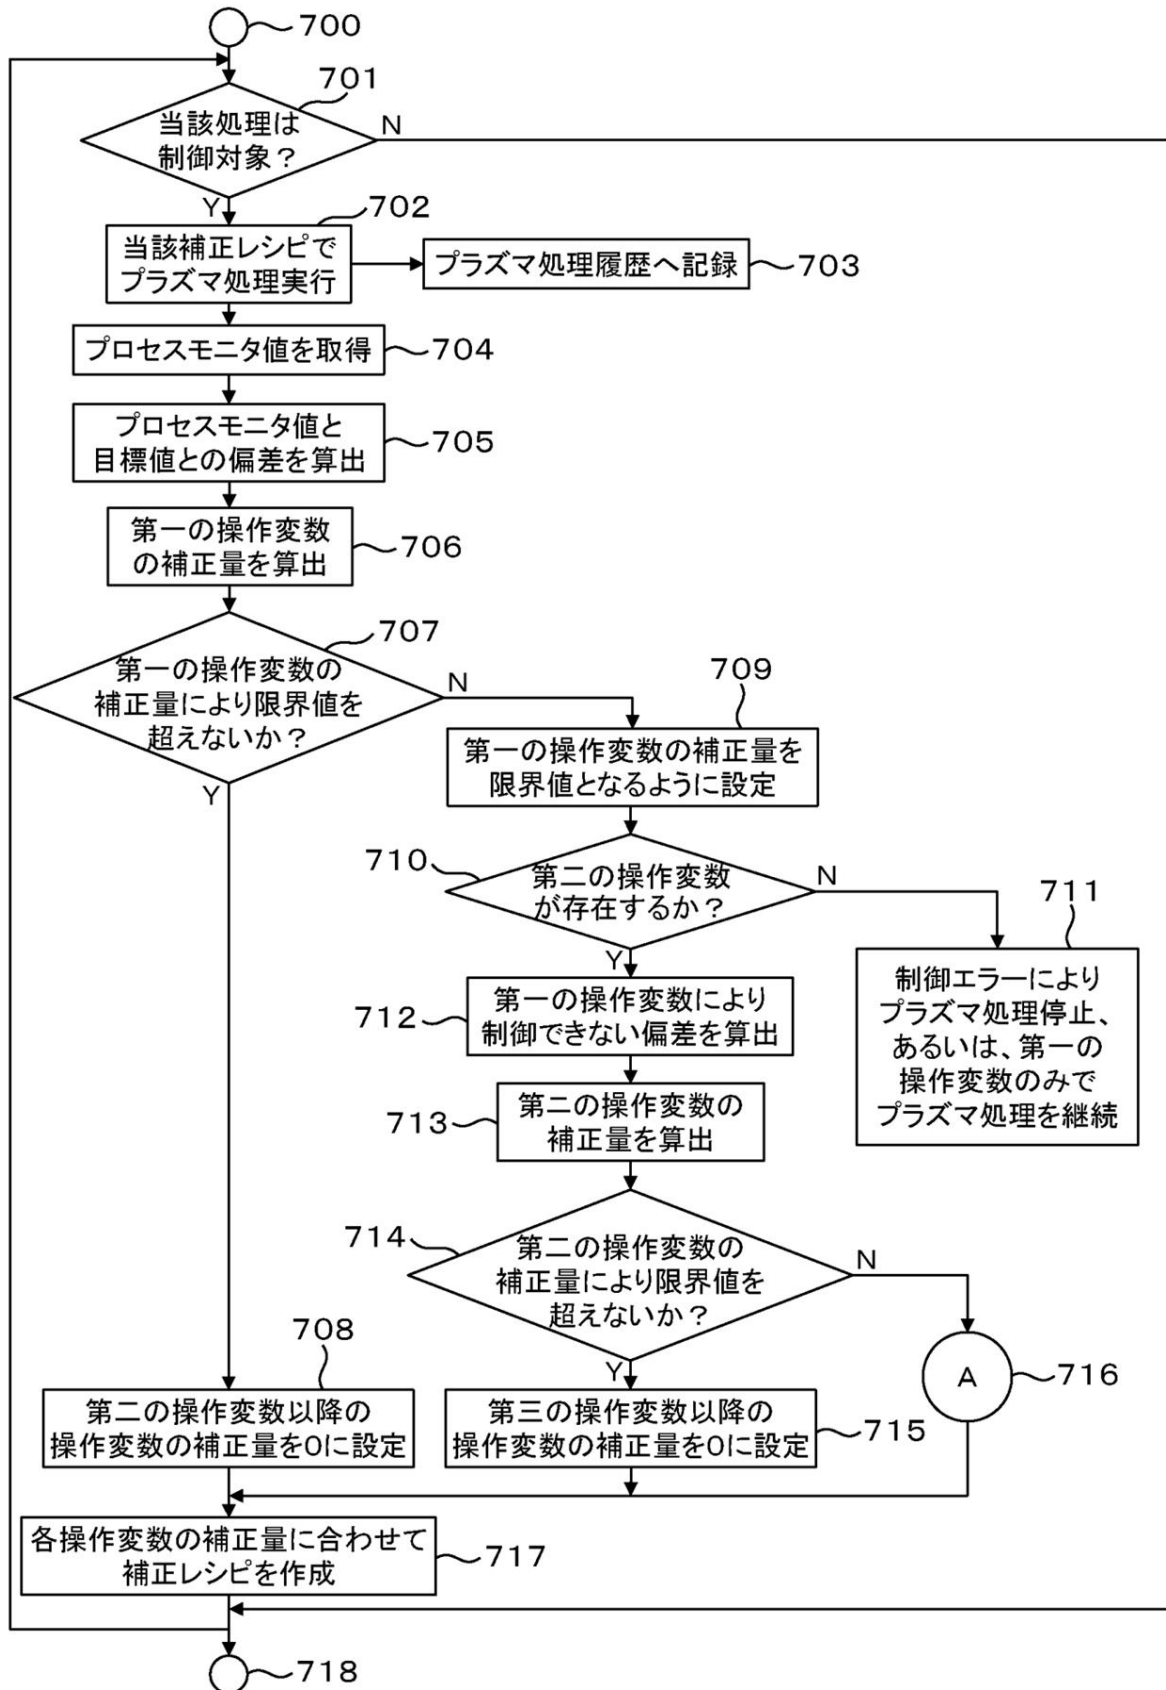 700
701
当該処理は
制御対象？
N
Y
702
当該補正レシピで
プラズマ処理実行
プラズマ処理履歴へ記録
703
プロセスモニタ値を取得
704
プロセスモニタ値と
目標値との偏差を算出
705
第一の操作変数
の補正量を算出
706
707
第一の操作変数の
補正量により限界値を
超えないか？
N
Y
709
第一の操作変数の補正量を
限界値となるように設定
710
第二の操作変数
が存在するか？
N
Y
711
制御エラーにより
プラズマ処理停止、
あるいは、第一の
操作変数のみで
プラズマ処理を継続
712
第一の操作変数により
制御できない偏差を算出
713
第二の操作変数の
補正量を算出
714
第二の操作変数の
補正量により限界値を
超えないか？
N
Y
708
第二の操作変数以降の
操作変数の補正量を0に設定
第三の操作変数以降の
操作変数の補正量を0に設定
715
A
716
各操作変数の補正量に合わせて
補正レシピを作成
717
718